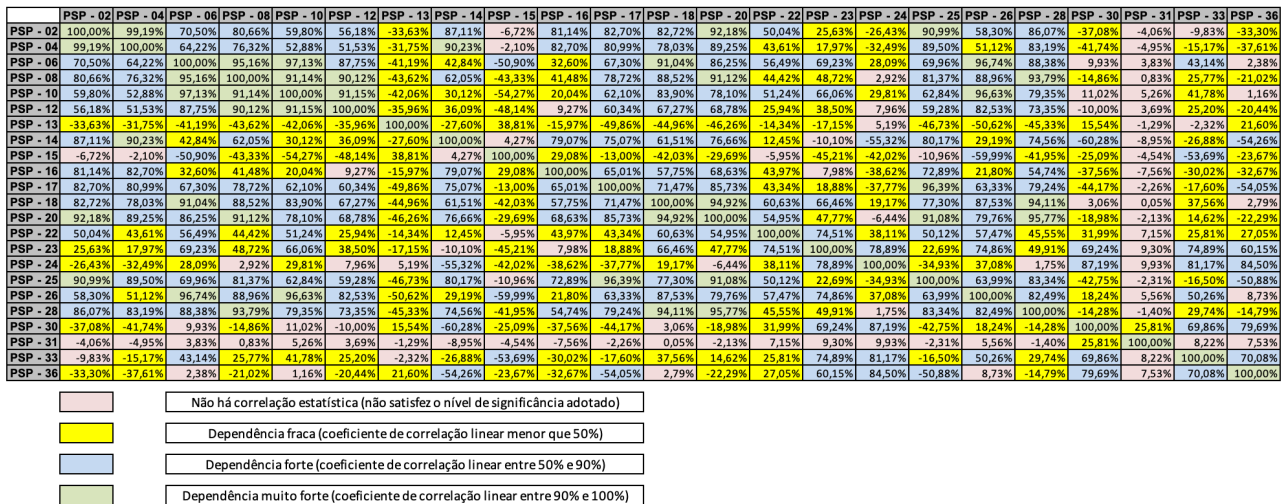 PSP - 02 PSP - 04 PSP - 06 PSP - 08 PSP - 10 PSP - 12 PSP - 13 PSP - 14 PSP - 15 PSP - 16 PSP - 17 PSP - 18 PSP - 20 PSP - 22 PSP - 23 PSP - 24 PSP - 25 PSP - 26 PSP - 28 PSP - 30 PSP - 31 PSP - 33 PSP - 36
PSP - 02 100,00% 99,19% 70,50% 80,66% 59,80% 56,18% -33,63% 87,11% -6,72% 81,14% 82,70% 82,72% 92,18% 50,04% 25,63% -26,43% 90,99% 58,30% 86,07% -37,08% -4,06% -9,83% -33,30%
PSP - 04 99,19% 100,00% 64,22% 76,32% 52,88% 51,53% -31,75% 90,23% -2,10% 82,70% 80,99% 78,03% 89,25% 43,61% 17,97% -32,49% 89,50% 51,12% 83,19% -41,74% -4,95% -15,17% -37,61%
PSP - 06 70,50% 64,22% 100,00% 95,16% 97,13% 87,75% -41,19% 42,84% -50,90% 32,60% 67,30% 91,04% 86,25% 56,49% 69,23% 28,09% 69,96% 96,74% 88,38% 9,93% 3,83% 43,14% 2,38%
PSP - 08 80,66% 76,32% 95,16% 100,00% 91,14% 90,12% -43,62% 62,05% -43,33% 41,48% 78,72% 88,52% 91,12% 44,42% 48,72% 2,92% 81,37% 88,96% 93,79% -14,86% 0,83% 25,77% -21,02%
PSP - 10 59,80% 52,88% 97,13% 91,14% 100,00% 91,15% -42,06% 30,12% -54,27% 20,04% 62,10% 83,90% 78,10% 51,24% 66,06% 29,81% 62,84% 96,63% 79,35% 11,02% 5,26% 41,78% 1,16%
PSP - 12 56,18% 51,53% 87,75% 90,12% 91,15% 100,00% -35,96% 36,09% -48,14% 9,27% 60,34% 67,27% 68,78% 25,94% 38,50% 7,96% 59,28% 82,53% 73,35% -10,00% 3,69% 25,20% -20,44%
PSP - 13 -33,63% -31,75% -41,19% -43,62% -42,06% -35,96% 100,00% -27,60% 38,81% -15,97% -49,86% -44,96% -46,26% -14,34% -17,15% 5,19% -46,73% -50,62% -45,33% 15,54% -1,29% -2,32% 21,60%
PSP - 14 87,11% 90,23% 42,84% 62,05% 30,12% 36,09% -27,60% 100,00% 4,27% 79,07% 75,07% 61,51% 76,66% 12,45% -10,10% -55,32% 80,17% 29,19% 74,56% -60,28% -8,95% -26,88% -54,26%
PSP - 15 -6,72% -2,10% -50,90% -43,33% -54,27% -48,14% 38,81% 4,27% 100,00% 29,08% -13,00% -42,03% -29,69% -5,95% -45,21% -42,02% -10,96% -59,99% -41,95% -25,09% -4,54% -53,69% -23,67%
PSP - 16 81,14% 82,70% 32,60% 41,48% 20,04% 9,27% -15,97% 79,07% 29,08% 100,00% 65,01% 57,75% 68,63% 43,97% 7,98% -38,62% 72,89% 21,80% 54,74% -37,56% -7,56% -30,02% -32,67%
PSP - 17 82,70% 80,99% 67,30% 78,72% 62,10% 60,34% -49,86% 75,07% -13,00% 65,01% 100,00% 71,47% 85,73% 43,34% 18,88% -37,77% 96,39% 63,33% 79,24% -44,17% -2,26% -17,60% -54,05%
PSP - 18 82,72% 78,03% 91,04% 88,52% 83,90% 67,27% -44,96% 61,51% -42,03% 57,75% 71,47% 100,00% 94,92% 60,63% 66,46% 19,17% 77,30% 87,53% 94,11% 3,06% 0,05% 37,56% 2,79%
PSP - 20 92,18% 89,25% 86,25% 91,12% 78,10% 68,78% -46,26% 76,66% -29,69% 68,63% 85,73% 94,92% 100,00% 54,95% 47,77% -6,44% 91,08% 79,76% 95,77% -18,98% -2,13% 14,62% -22,29%
PSP - 22 50,04% 43,61% 56,49% 44,42% 51,24% 25,94% -14,34% 12,45% -5,95% 43,97% 43,34% 60,63% 54,95% 100,00% 74,51% 38,11% 50,12% 57,47% 45,55% 31,99% 7,15% 25,81% 27,05%
PSP - 23 25,63% 17,97% 69,23% 48,72% 66,06% 38,50% -17,15% -10,10% -45,21% 7,98% 18,88% 66,46% 47,77% 74,51% 100,00% 78,89% 22,69% 74,86% 49,91% 69,24% 9,30% 74,89% 60,15%
PSP - 24 -26,43% -32,49% 28,09% 2,92% 29,81% 7,96% 5,19% -55,32% -42,02% -38,62% -37,77% 19,17% -6,44% 38,11% 78,89% 100,00% -34,93% 37,08% 1,75% 87,19% 9,93% 81,17% 84,50%
PSP - 25 90,99% 89,50% 69,96% 81,37% 62,84% 59,28% -46,73% 80,17% -10,96% 72,89% 96,39% 77,30% 91,08% 50,12% 22,69% -34,93% 100,00% 63,99% 83,34% -42,75% -2,31% -16,50% -50,88%
PSP - 26 58,30% 51,12% 96,74% 88,96% 96,63% 82,53% -50,62% 29,19% -59,99% 21,80% 63,33% 87,53% 79,76% 57,47% 74,86% 37,08% 63,99% 100,00% 82,49% 18,24% 5,56% 50,26% 8,73%
PSP - 28 86,07% 83,19% 88,38% 93,79% 79,35% 73,35% -45,33% 74,56% -41,95% 54,74% 79,24% 94,11% 95,77% 45,55% 49,91% 1,75% 83,34% 82,49% 100,00% -14,28% -1,40% 29,74% -14,79%
PSP - 30 -37,08% -41,74% 9,93% -14,86% 11,02% -10,00% 15,54% -60,28% -25,09% -37,56% -44,17% 3,06% -18,98% 31,99% 69,24% 87,19% -42,75% 18,24% -14,28% 100,00% 25,81% 69,86% 79,69%
PSP - 31 -4,06% -4,95% 3,83% 0,83% 5,26% 3,69% -1,29% -8,95% -4,54% -7,56% -2,26% 0,05% -2,13% 7,15% 9,30% 9,93% -2,31% 5,56% -1,40% 25,81% 100,00% 8,22% 7,53%
PSP - 33 -9,83% -15,17% 43,14% 25,77% 41,78% 25,20% -2,32% -26,88% -53,69% -30,02% -17,60% 37,56% 14,62% 25,81% 74,89% 81,17% -16,50% 50,26% 29,74% 69,86% 8,22% 100,00% 70,08%
PSP - 36 -33,30% -37,61% 2,38% -21,02% 1,16% -20,44% 21,60% -54,26% -23,67% -32,67% -54,05% 2,79% -22,29% 27,05% 60,15% 84,50% -50,88% 8,73% -14,79% 79,69% 7,53% 70,08% 100,00%
Não há correlação estatística (não satisfez o nível de significância adotado)
Dependência fraca (coeficiente de correlação linear menor que 50%)
Dependência forte (coeficiente de correlação linear entre 50% e 90%)
Dependência muito forte (coeficiente de correlação linear entre 90% e 100%)